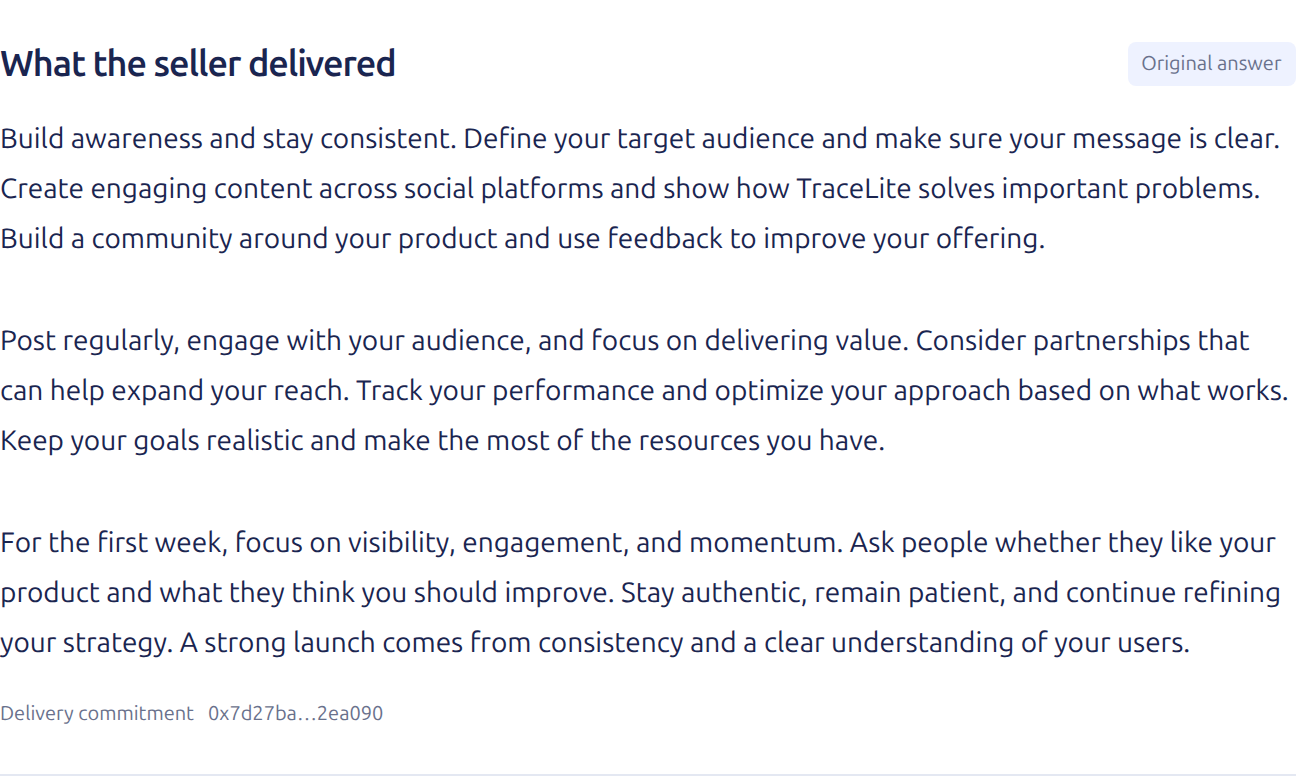 What the seller delivered
Original answer
Build awareness and stay consistent. Define your target audience and make sure your message is clear.
Create engaging content across social platforms and show how TraceLite solves important problems.
Build a community around your product and use feedback to improve your offering.
Post regularly, engage with your audience, and focus on delivering value. Consider partnerships that
can help expand your reach. Track your performance and optimize your approach based on what works.
Keep your goals realistic and make the most of the resources you have.
For the first week, focus on visibility, engagement, and momentum. Ask people whether they like your
product and what they think you should improve. Stay authentic, remain patient, and continue refining
your strategy. A strong launch comes from consistency and a clear understanding of your users.
Delivery commitment 0x7d27ba…2ea090